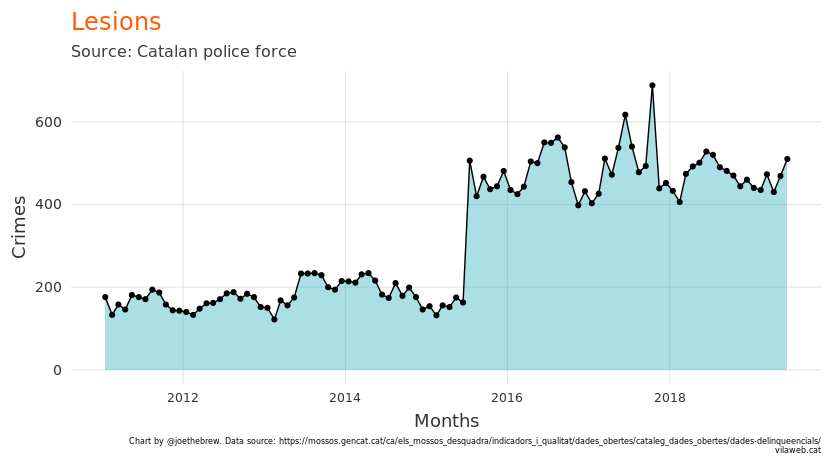 Lesions
Source: Catalan police force
600
400
200
0
Crimes
2012 2014 2016 2018
Months
Chart by @joethebrew. Data source: https://mossos.gencat.cat/ca/els_mossos_desquadra/indicadors_i_qualitat/dades_obertes/cataleg_dades_obertes/dades-delinqueencials/
vilaweb.cat